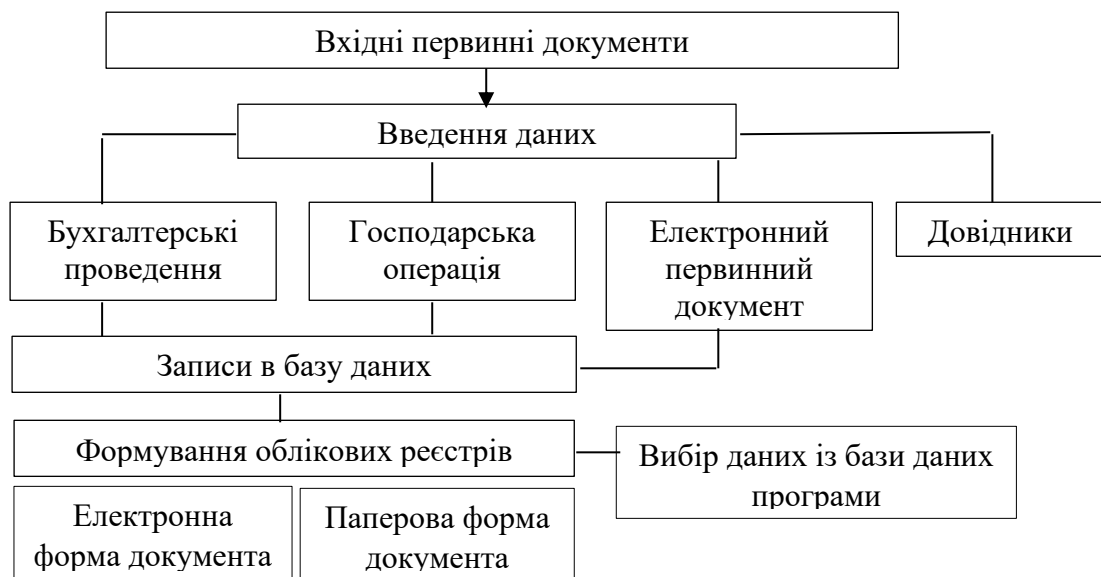 Вхідні первинні документи
Введення даних
Бухгалтерські
проведення
Господарська
операція
Електронний
первинний
документ
Довідники
Записи в базу даних
Формування облікових реєстрів
Вибір даних із бази даних
програми
Електронна
форма документа
Паперова форма
документа